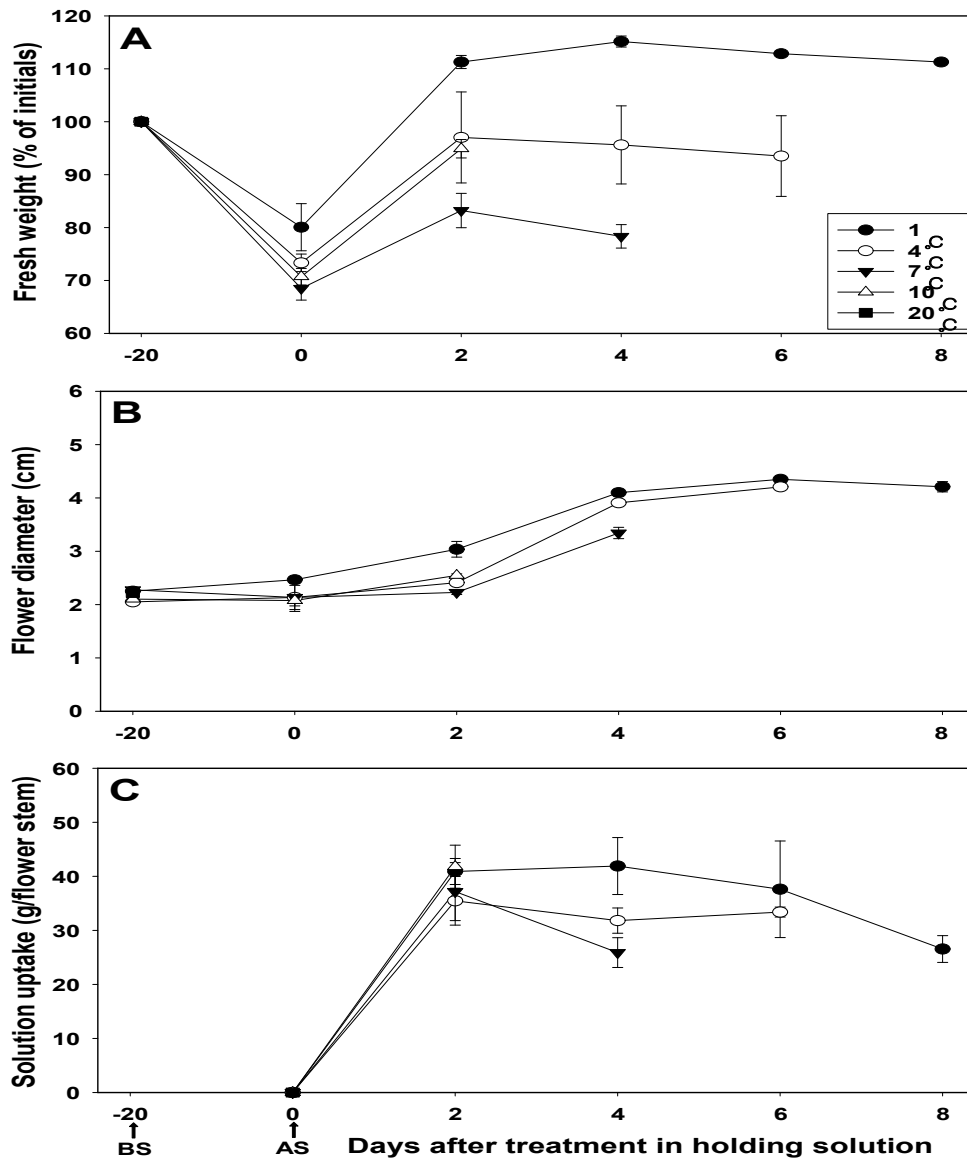 A
Fresh weight (% of initials)
120
110
100
90
80
70
60
-20 0 2 4 6 8
1 °C
4 °C
7 °C
10 °C
20 °C
B
Flower diameter (cm)
6
5
4
3
2
1
0
-20 0 2 4 6 8
C
Solution uptake (g/flower stem)
60
50
40
30
20
10
0
-20 0 2 4 6 8
BS AS Days after treatment in holding solution